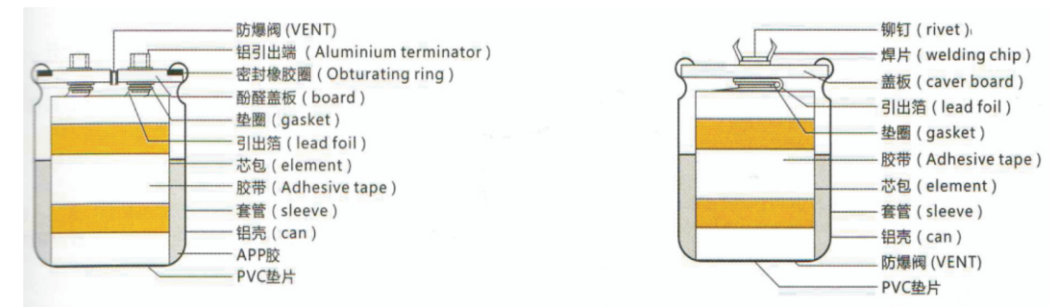 防爆阀 (VENT)
铝引出端 ( Aluminium terminator )
密封橡胶圈 ( Obturating ring )
酚醛盖板 ( board )
垫圈 ( gasket )
引出箔 ( lead foil )
芯包 ( element )
胶带 ( Adhesive tape )
套管 ( sleeve )
铝壳 ( can )
APP胶
PVC垫片
铆钉 ( rivet )
焊片 ( welding chip )
盖板 ( caver board )
引出箔 ( lead foil )
垫圈 ( gasket )
胶带 ( Adhesive tape )
芯包 ( element )
套管 ( sleeve )
铝壳 ( can )
防爆阀 (VENT)
PVC垫片